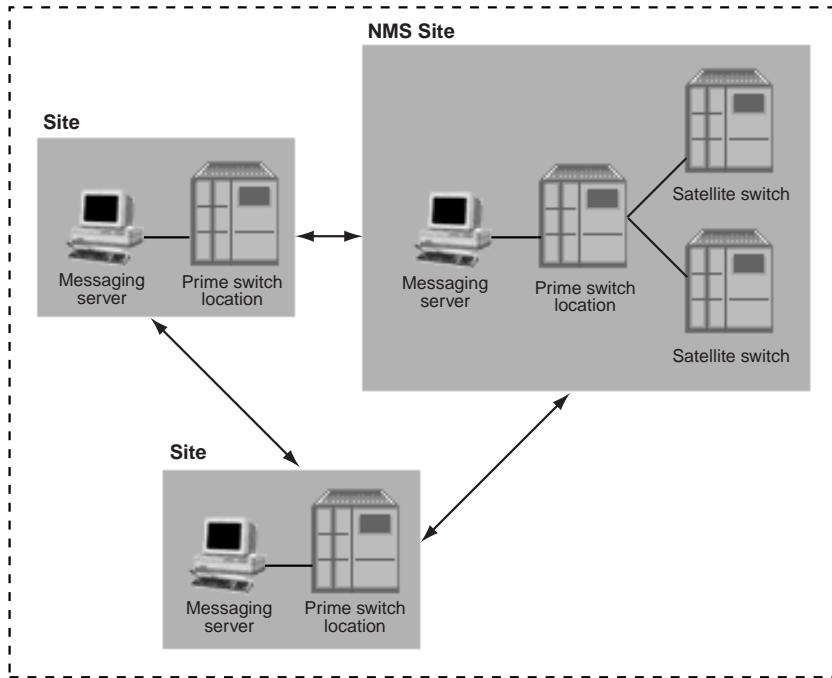 NMS Site
Satellite switch
Messaging
server
Prime switch
location
Satellite switch
Site
Messaging
server
Prime switch
location
Site
Messaging
server
Prime switch
location